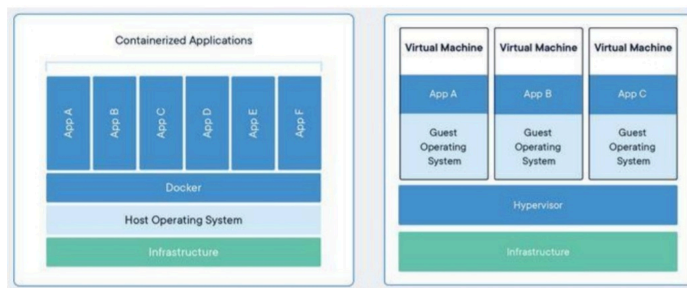 Containerized Applications
App A
App B
App C
App D
App E
App F
Docker
Host Operating System
Infrastructure
Virtual Machine
Virtual Machine
Virtual Machine
App A
App B
App C
Guest
Operating
System
Guest
Operating
System
Guest
Operating
System
Hypervisor
Infrastructure